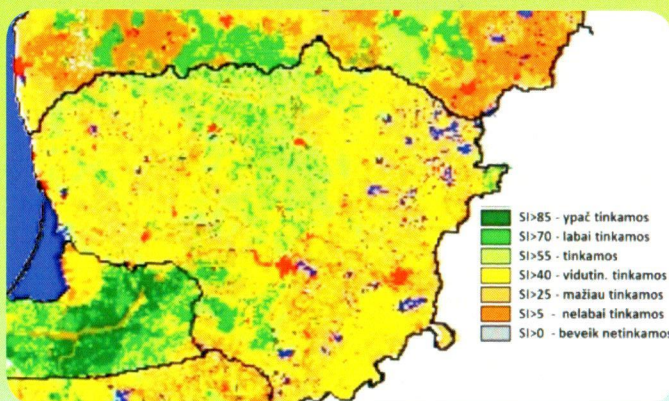 SI>85 - ypač tinkamos
SI>70 - labai tinkamos
SI>55 - tinkamos
SI>40 - vidutin. tinkamos
SI>25 - mažiau tinkamos
SI>5 - nelabai tinkamos
SI>0 - beveik netinkamos